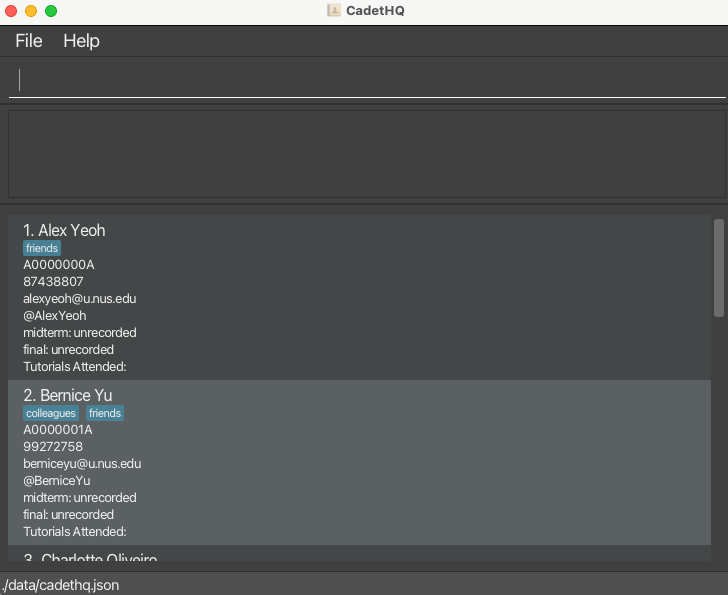 CadetHQ
File Help
1. Alex Yeoh
friends
A0000000A
87438807
alexyeoh@u.nus.edu
@AlexYeoh
midterm: unrecorded
final: unrecorded
Tutorials Attended:
2. Bernice Yu
colleagues friends
A0000001A
99272758
berniceyu@u.nus.edu
@BerniceYu
midterm: unrecorded
final: unrecorded
Tutorials Attended:
3. Charlotte Oliveiro
./data/cadethq.json